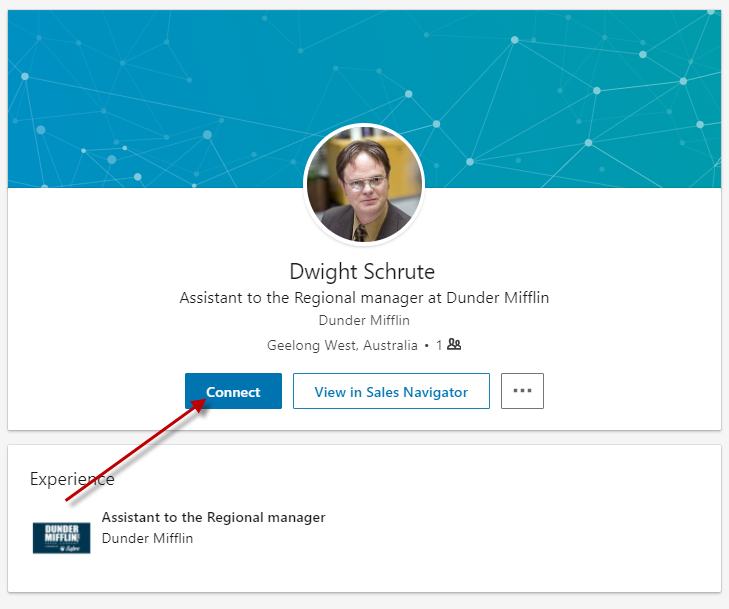 Dwight Schrute
Assistant to the Regional manager at Dunder Mifflin
Dunder Mifflin
Geelong West, Australia • 1
Connect
View in Sales Navigator
•••
Experience
Assistant to the Regional manager
Dunder Mifflin
DUNDER
MIFFLIN
Sabre